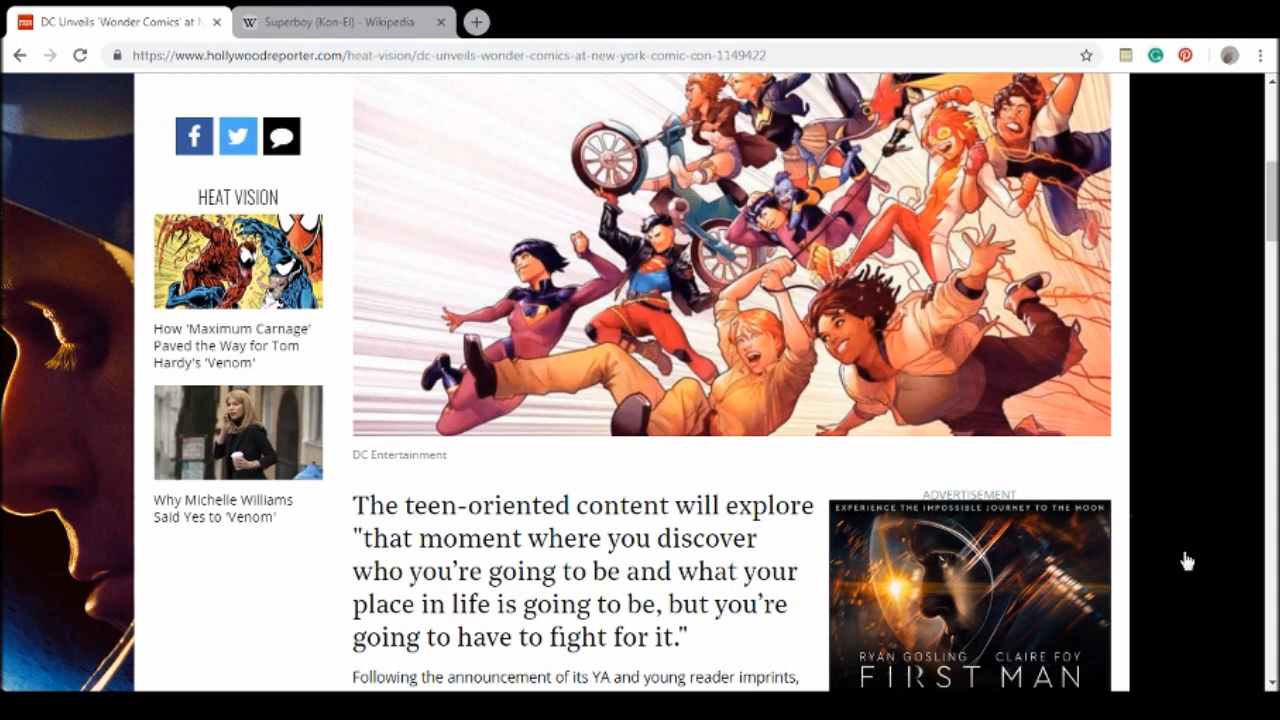 DC Unveils 'Wonder Comics' at N
Superboy (Kon-El) - Wikipedia
https://www.hollywoodreporter.com/heat-vision/dc-unveils-wonder-comics-at-new-york-comic-con-1149422
HEAT VISION
How 'Maximum Carnage'
Paved the Way for Tom
Hardy's 'Venom'
Why Michelle Williams
Said Yes to 'Venom'
DC Entertainment
The teen-oriented content will explore
"that moment where you discover
who you're going to be and what your
place in life is going to be, but you're
going to have to fight for it."
Following the announcement of its YA and young reader imprints,
ADVERTISEMENT
EXPERIENCE THE IMPOSSIBLE JOURNEY TO THE MOON
RYAN GOSLING CLAIRE FOY
FIRST MAN